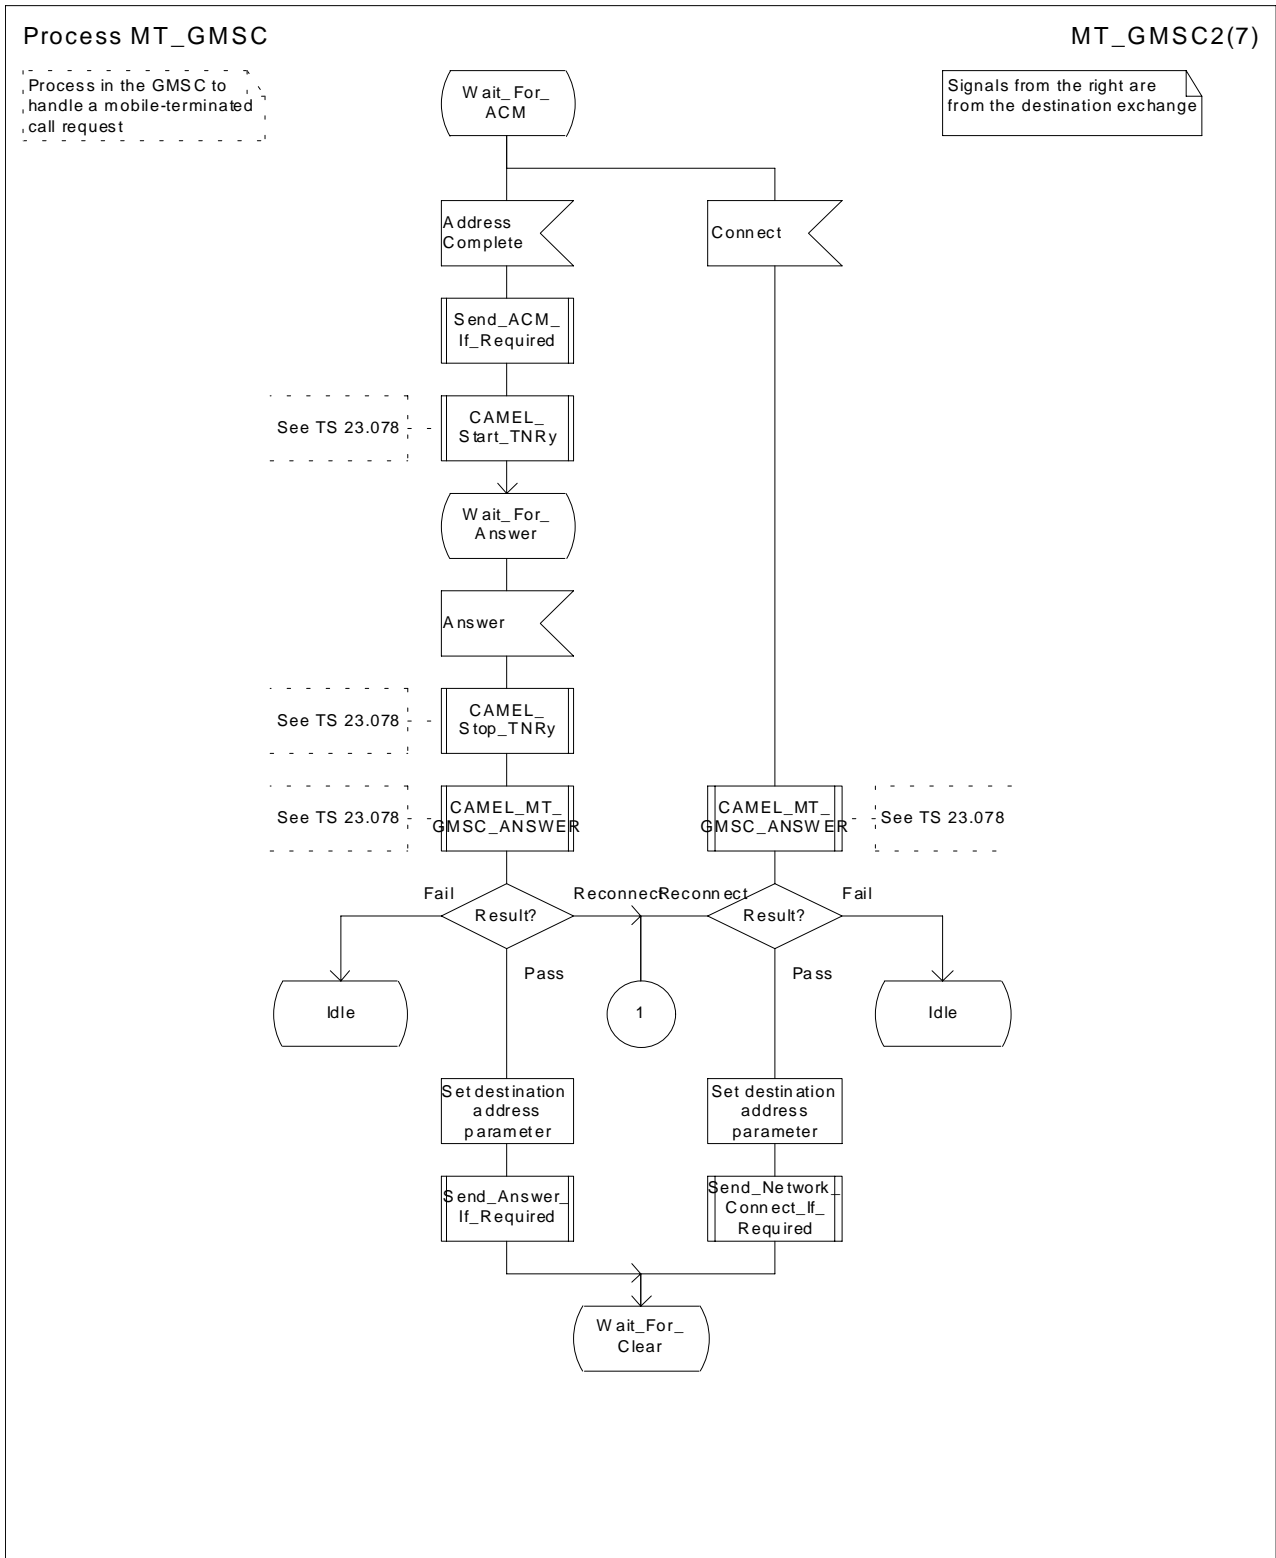 Process MT_GMSC
MT_GMSC2(7)
Process in the GMSC to
handle a mobile-terminated
call request
Signals from the right are
from the destination exchange
Wait_For_
ACM
Address
Complete
Connect
Send_ACM_
If_Required
See TS 23.078
CAMEL_
Start_TNRy
Wait_For_
Answer
Answer
See TS 23.078
CAMEL_
Stop_TNRy
See TS 23.078
CAMEL_MT_
GMSC_ANSWER
CAMEL_MT_
GMSC_ANSWER
See TS 23.078
Fail
Reconnect
Reconnect
Fail
Result?
Result?
Pass
Pass
Idle
1
Idle
Set destination
address
parameter
Set destination
address
parameter
Send_Answer_
If_Required
Send_Network_
Connect_If_
Required
Wait_For_
Clear